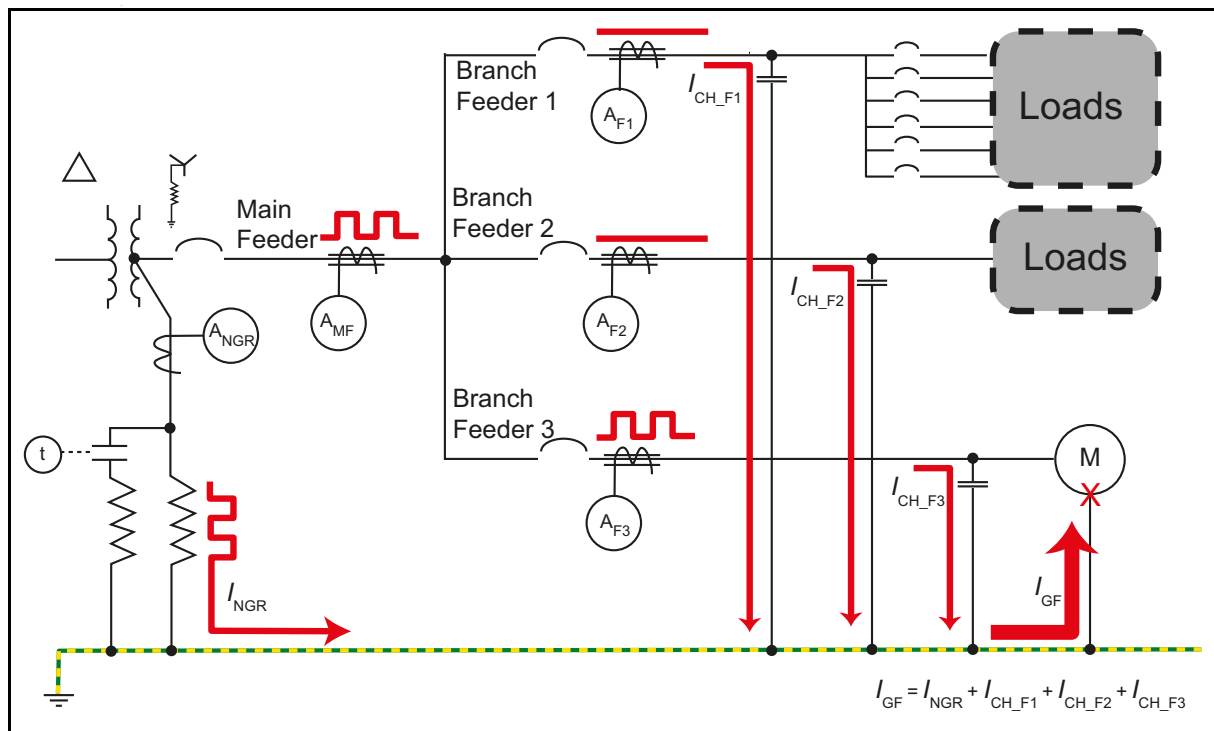 Branch
Feeder 1
A_F1
I_CH_F1
Loads
Main
Feeder
Branch
Feeder 2
A_NGR
A_MF
A_F2
I_CH_F2
Loads
Branch
Feeder 3
t
A_F3
I_CH_F3
M
X
I_NGR
I_GF
I_GF = I_NGR + I_CH_F1 + I_CH_F2 + I_CH_F3